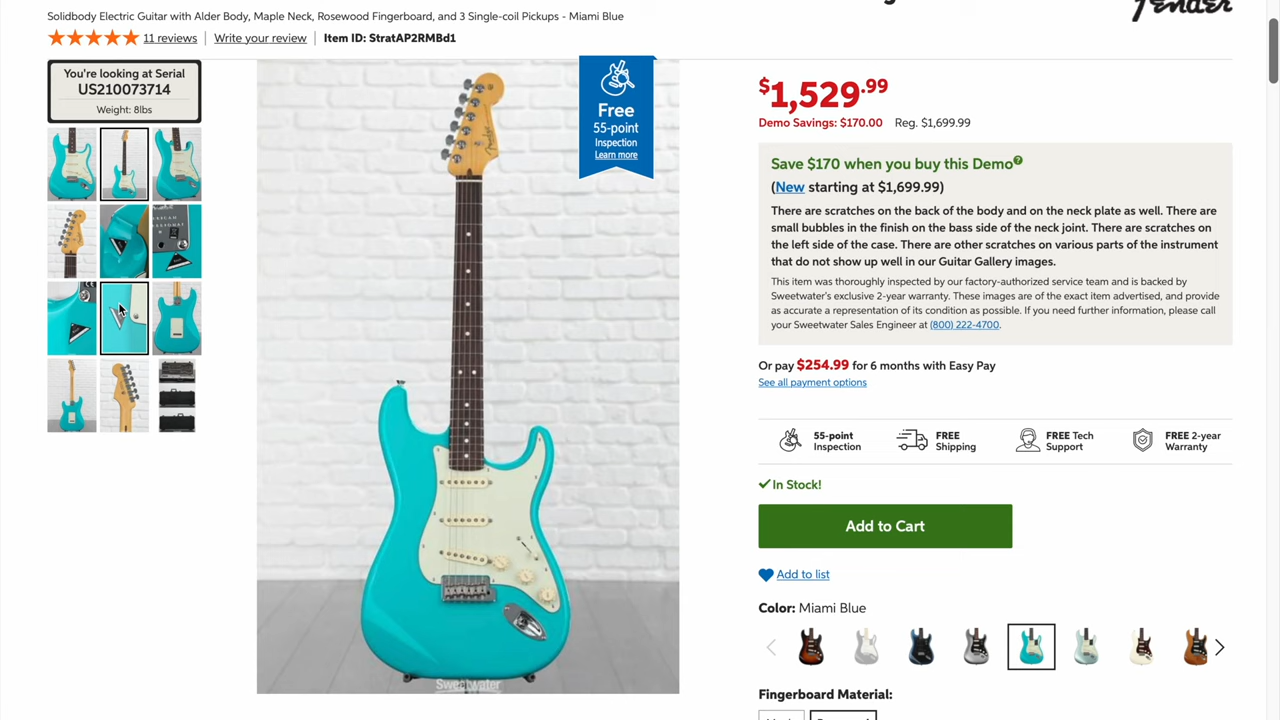 Fender
Solidbody Electric Guitar with Alder Body, Maple Neck, Rosewood Fingerboard, and 3 Single-coil Pickups - Miami Blue
11 reviews
Write your review
Item ID: StratAP2RMBd1
You're looking at Serial
US210073714
Weight: 8lbs
Free
55-point
Inspection
Learn more
Fender
Sweetwater
$1,529.99
Demo Savings: $170.00 Reg. $1,699.99
Save $170 when you buy this Demo?
(New starting at $1,699.99)
There are scratches on the back of the body and on the neck plate as well. There are
small bubbles in the finish on the bass side of the neck joint. There are scratches on
the left side of the case. There are other scratches on various parts of the instrument
that do not show up well in our Guitar Gallery images.
This item was thoroughly inspected by our factory-authorized service team and is backed by
Sweetwater's exclusive 2-year warranty. These images are of the exact item advertised, and provide
as accurate a representation of its condition as possible. If you need further information, please call
your Sweetwater Sales Engineer at (800) 222-4700.
Or pay $254.99 for 6 months with Easy Pay
See all payment options
55-point
Inspection
FREE
Shipping
FREE Tech
Support
FREE 2-year
Warranty
In Stock!
Add to Cart
Add to list
Color: Miami Blue
Fingerboard Material: